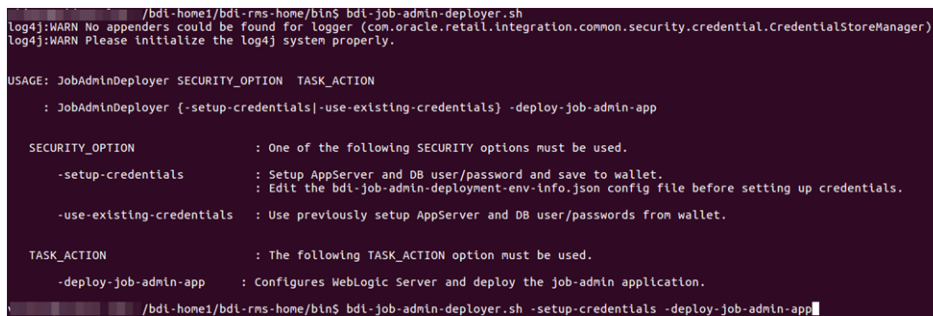 /bdi-home1/bdi-rms-home/bin$ bdi-job-admin-deployer.sh
log4j:WARN No appenders could be found for logger (com.oracle.retail.integration.common.security.credential.CredentialStoreManager)
log4j:WARN Please initialize the log4j system properly.
USAGE: JobAdminDeployer SECURITY_OPTION  TASK_ACTION
: JobAdminDeployer {-setup-credentials|-use-existing-credentials} -deploy-job-admin-app
SECURITY_OPTION : One of the following SECURITY options must be used.
-setup-credentials : Setup AppServer and DB user/password and save to wallet.
: Edit the bdi-job-admin-deployment-env-info.json config file before setting up credentials.
-use-existing-credentials : Use previously setup AppServer and DB user/passwords from wallet.
TASK_ACTION : The following TASK_ACTION option must be used.
-deploy-job-admin-app : Configures WebLogic Server and deploy the job-admin application.
/bdi-home1/bdi-rms-home/bin$ bdi-job-admin-deployer.sh -setup-credentials -deploy-job-admin-app